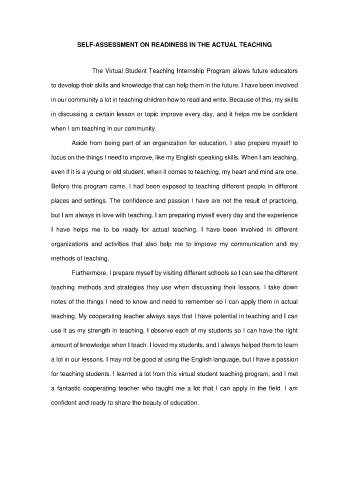 SELF-ASSESSMENT ON READINESS IN THE ACTUAL TEACHING
The Virtual Student Teaching Internship Program allows future educators
to develop their skills and knowledge that can help them in the future. I have been involved
in our community a lot in teaching children how to read and write. Because of this, my skills
in discussing a certain lesson or topic improve every day, and it helps me be confident
when I am teaching in our community.
Aside from being part of an organization for education, I also prepare myself to
focus on the things I need to improve, like my English speaking skills. When I am teaching,
even if it is a young or old student, when it comes to teaching, my heart and mind are one.
Before this program came, I had been exposed to teaching different people in different
places and settings. The confidence and passion I have are not the result of practicing,
but I am always in love with teaching. I am preparing myself every day and the experience
I have helps me to be ready for actual teaching. I have been involved in different
organizations and activities that also help me to improve my communication and my
methods of teaching.
Furthermore, I prepare myself by visiting different schools so I can see the different
teaching methods and strategies they use when discussing their lessons. I take down
notes of the things I need to know and need to remember so I can apply them in actual
teaching. My cooperating teacher always says that I have potential in teaching and I can
use it as my strength in teaching. I observe each of my students so I can have the right
amount of knowledge when I teach. I loved my students, and I always helped them to learn
a lot in our lessons. I may not be good at using the English language, but I have a passion
for teaching students. I learned a lot from this virtual student teaching program, and I met
a fantastic cooperating teacher who taught me a lot that I can apply in the field. I am
confident and ready to share the beauty of education.